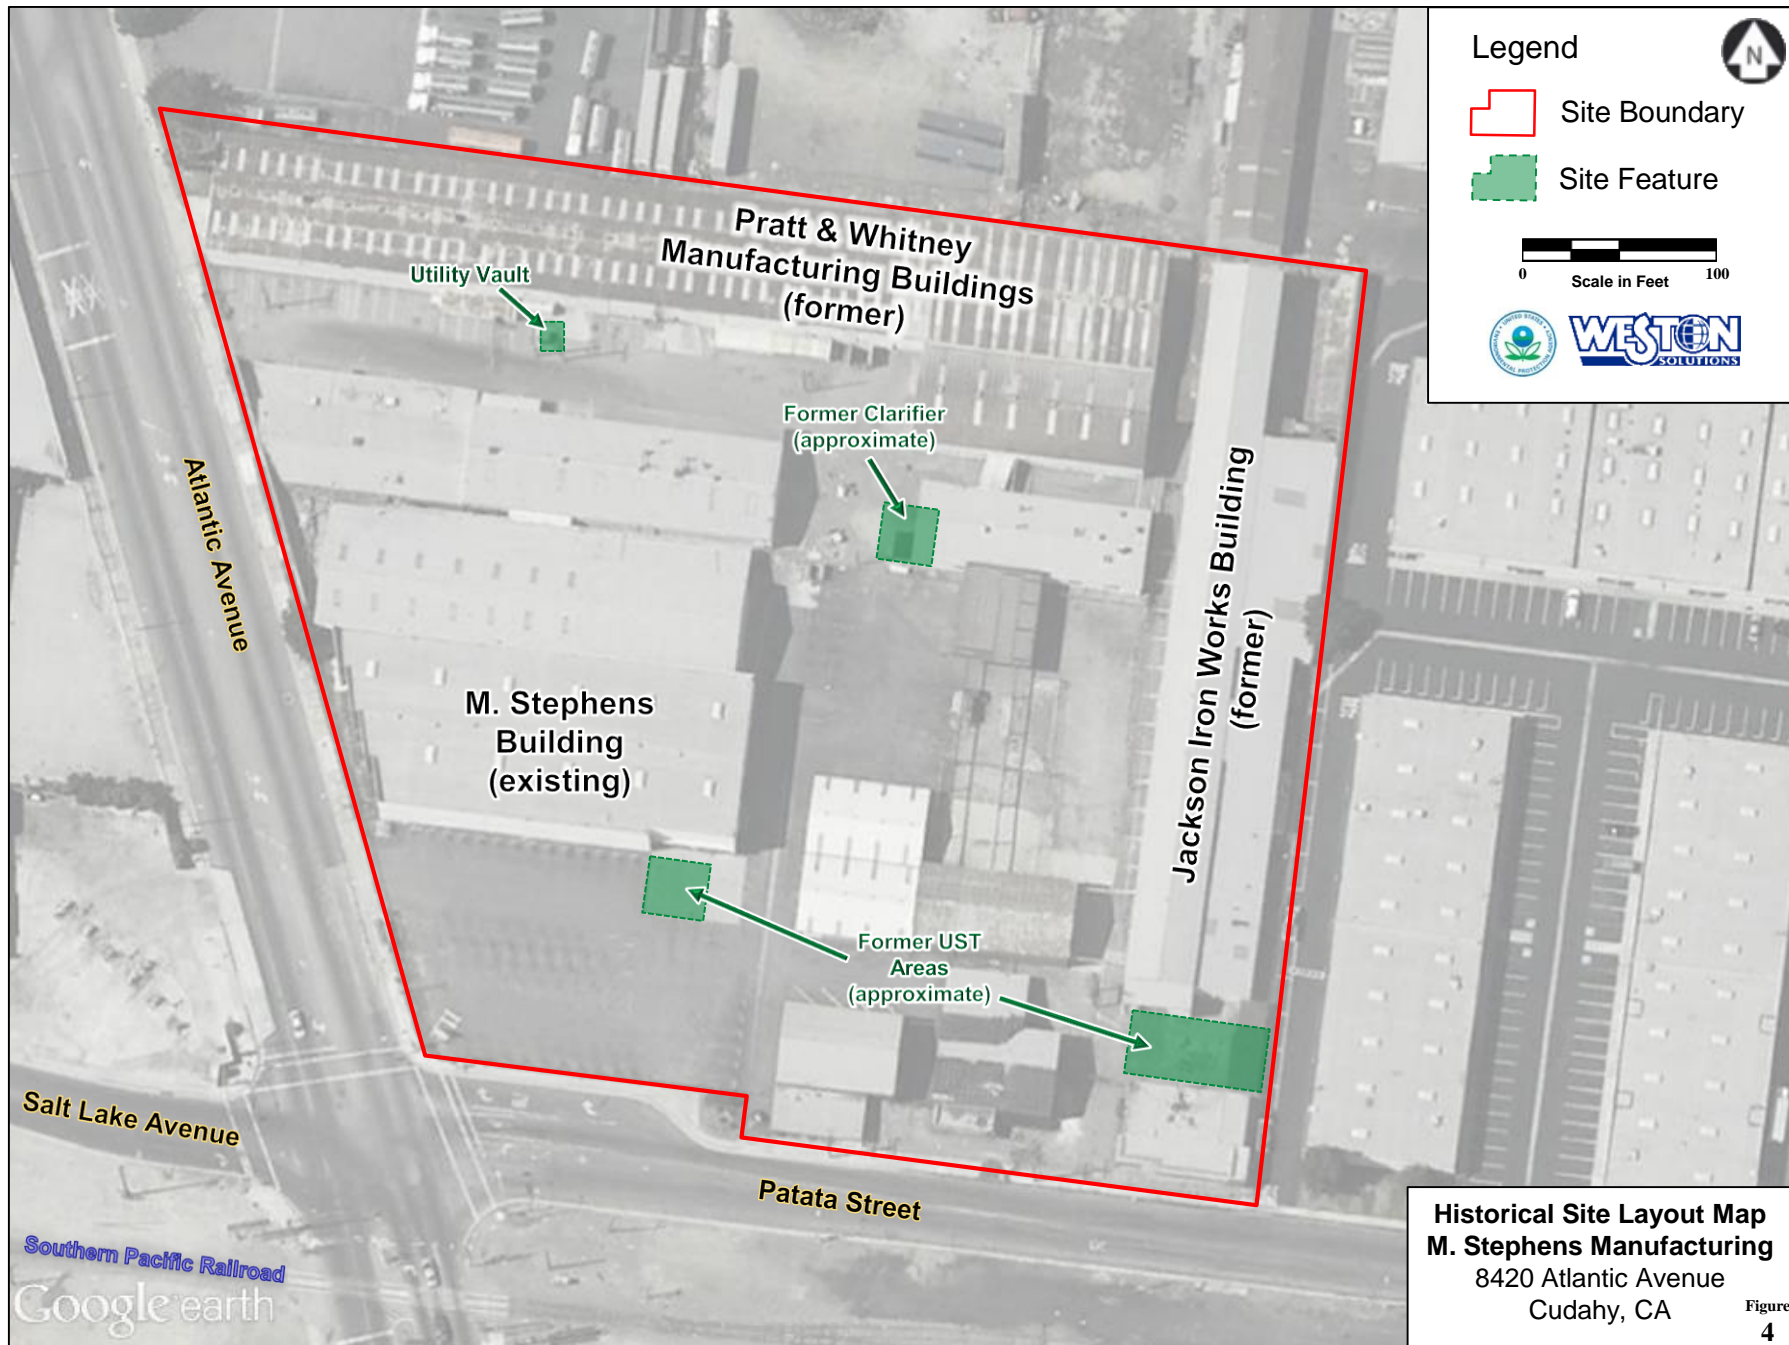 Legend
N
Site Boundary
Site Feature
0 100
Scale in Feet
WESTON
SOLUTIONS
Pratt & Whitney
Manufacturing Buildings
(former)
Utility Vault
Former Clarifier
(approximate)
Atlantic Avenue
Jackson Iron Works Building
(former)
M. Stephens
Building
(existing)
Former UST
Areas
(approximate)
Salt Lake Avenue
Patata Street
Southern Pacific Railroad
Google earth
Historical Site Layout Map
M. Stephens Manufacturing
8420 Atlantic Avenue
Cudahy, CA
Figure
4